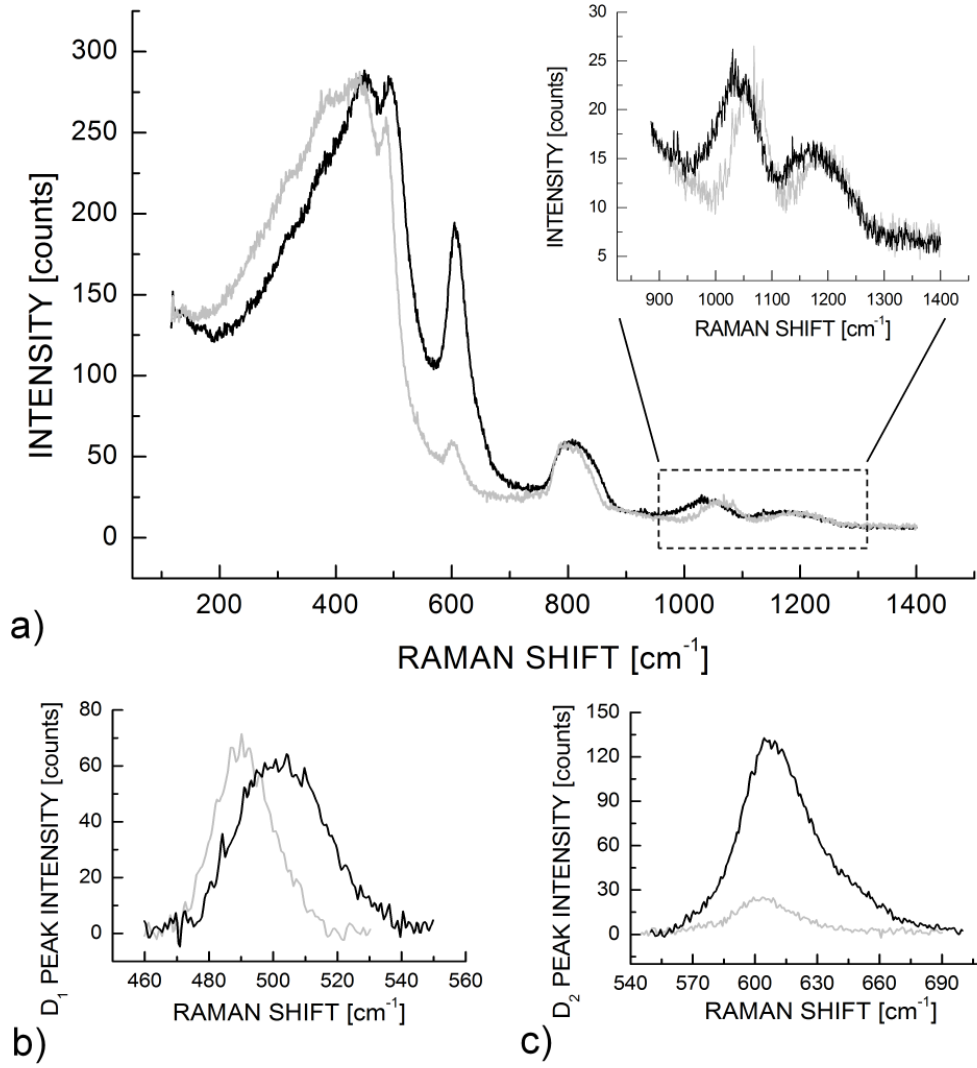 300
250
200
150
100
50
0
INTENSITY [counts]
200 400 600 800 1000 1200 1400
RAMAN SHIFT [cm⁻¹]
a)
30
25
20
15
10
5
INTENSITY [counts]
900 1000 1100 1200 1300 1400
RAMAN SHIFT [cm⁻¹]
80
60
40
20
0
D₁ PEAK INTENSITY [counts]
460 480 500 520 540 560
RAMAN SHIFT [cm⁻¹]
b)
150
120
90
60
30
0
D₂ PEAK INTENSITY [counts]
540 570 600 630 660 690
RAMAN SHIFT [cm⁻¹]
c)